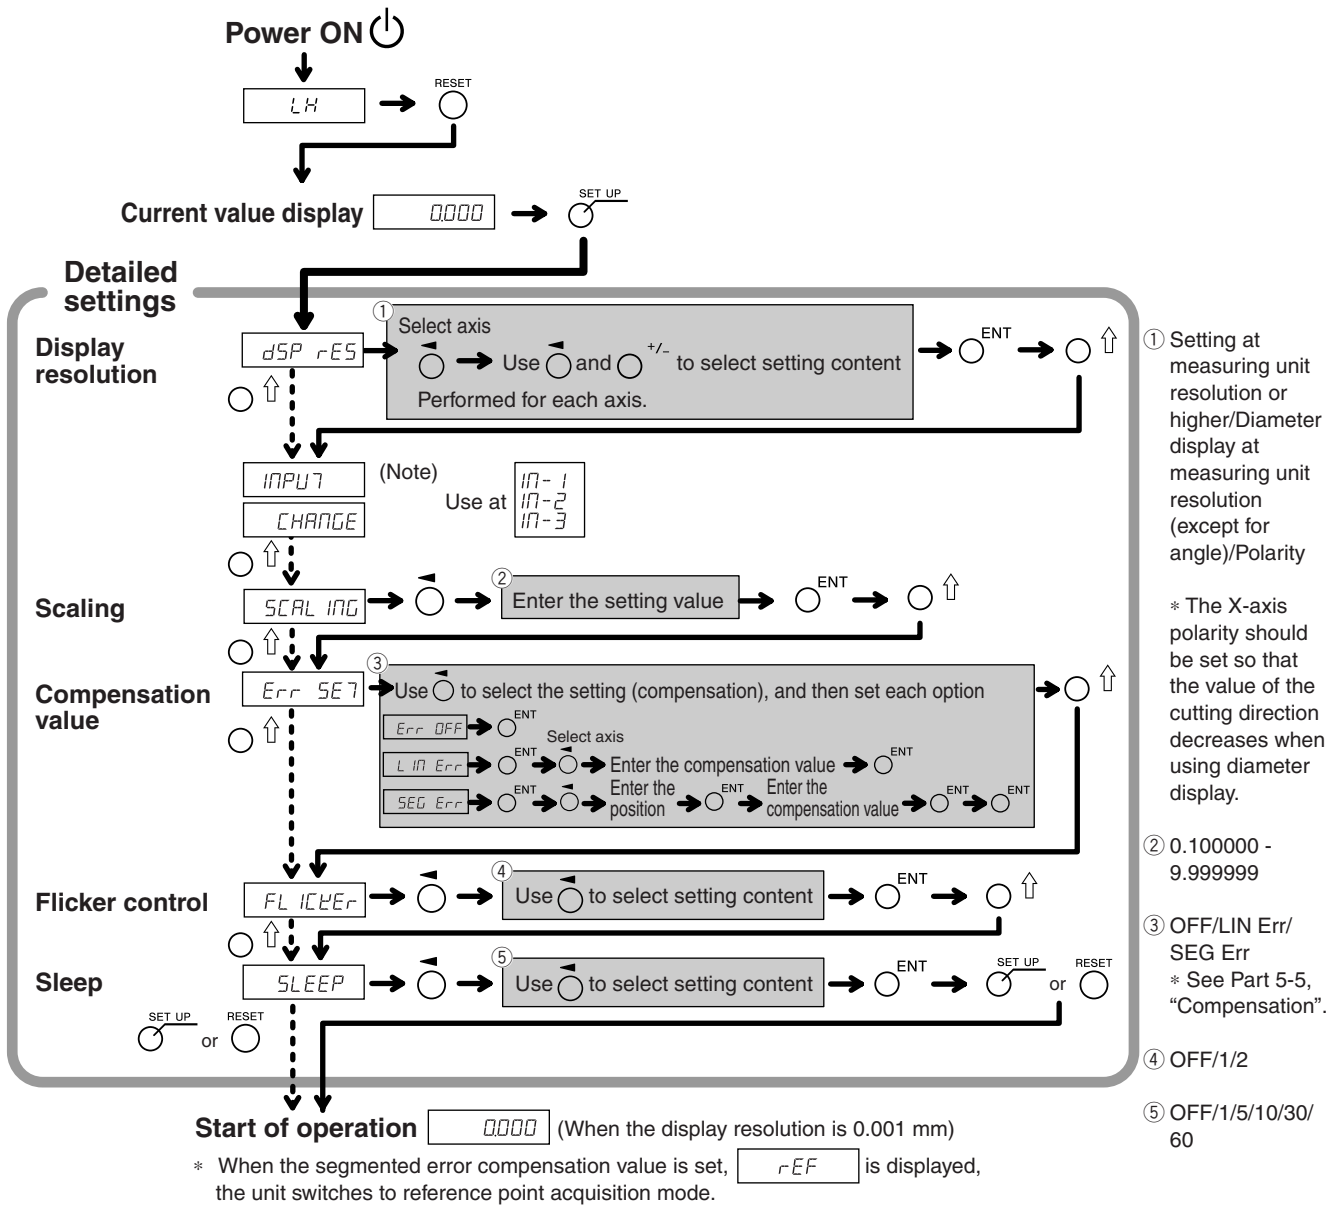 Power ON
LH
RESET
Current value display 0.000
SET UP
Detailed
settings
Display
resolution
dSP rES
①
Select axis
Use and +/- to select setting content
Performed for each axis.
ENT
INPUT
CHANGE
(Note)
Use at
IN-1
IN-2
IN-3
Scaling
SCALING
②
Enter the setting value
ENT
Compensation
value
Err SET
③
Use to select the setting (compensation), and then set each option
Err OFF
ENT
Select axis
LIN Err
ENT
Enter the compensation value
ENT
SEG Err
ENT
Enter the
position
ENT
Enter the
compensation value
ENT
ENT
Flicker control
FLICKEr
④
Use to select setting content
ENT
Sleep
SLEEP
⑤
Use to select setting content
ENT
SET UP
or
RESET
SET UP
or
RESET
Start of operation 0.000 (When the display resolution is 0.001 mm)
* When the segmented error compensation value is set, rEF is displayed,
the unit switches to reference point acquisition mode.
① Setting at
measuring unit
resolution or
higher/Diameter
display at
measuring unit
resolution
(except for
angle)/Polarity
* The X-axis
polarity should
be set so that
the value of the
cutting direction
decreases when
using diameter
display.
② 0.100000 -
9.999999
③ OFF/LIN Err/
SEG Err
* See Part 5-5,
“Compensation”.
④ OFF/1/2
⑤ OFF/1/5/10/30/
60